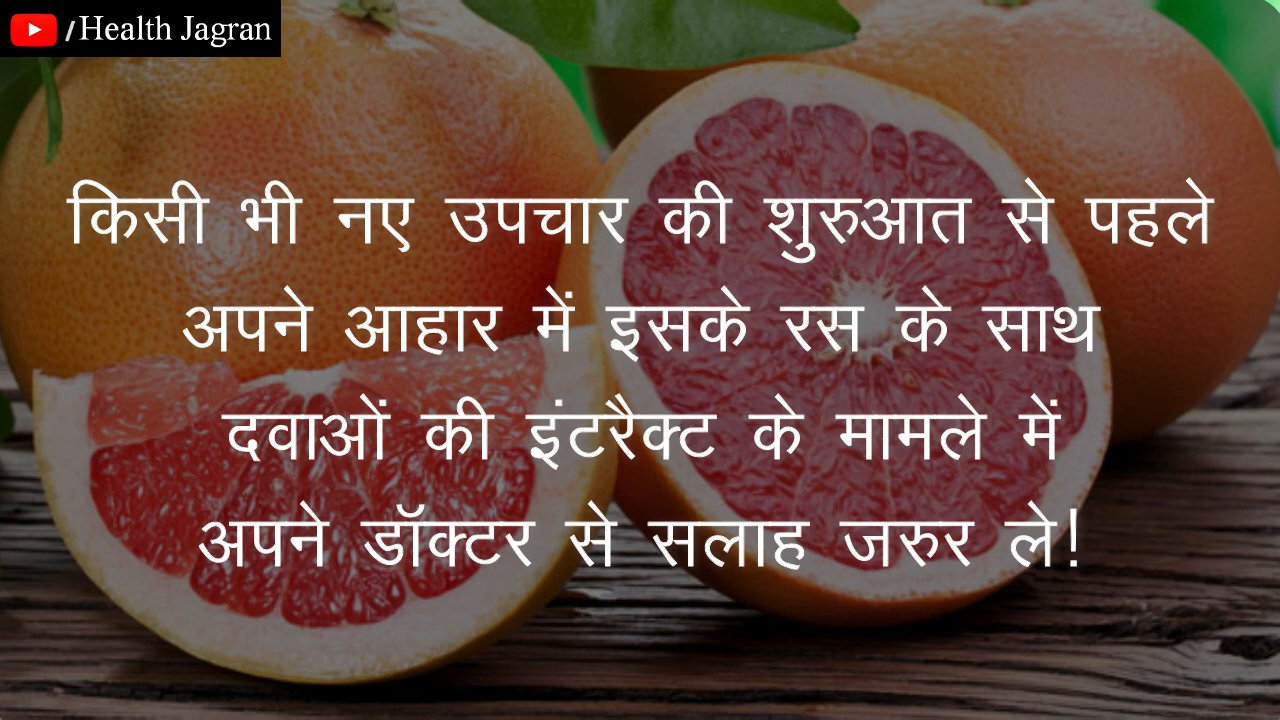 /Health Jagran
किसी भी नए उपचार की शुरुआत से पहले
अपने आहार में इसके रस के साथ
दवाओं की इंटरैक्ट के मामले में
अपने डॉक्टर से सलाह जरुर ले!